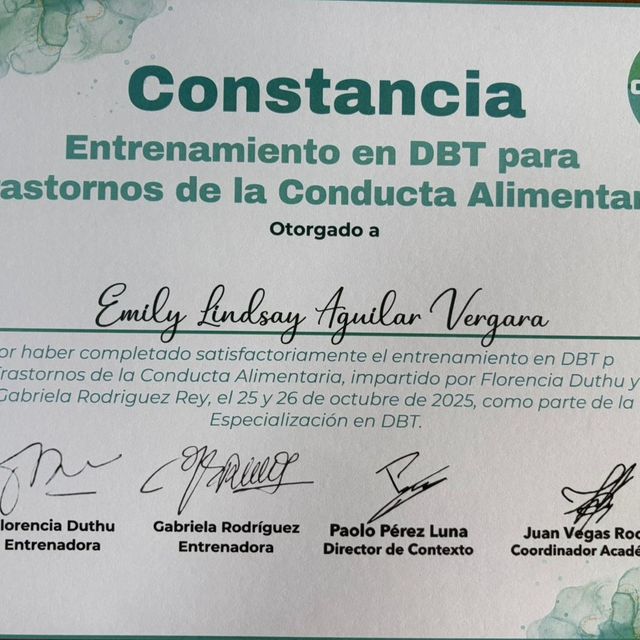 Constancia
Entrenamiento en DBT para
rastornos de la Conducta Alimentar
Otorgado a
Emily Lindsay Aguilar Vergara
or haber completado satisfactoriamente el entrenamiento en DBT p
Trastornos de la Conducta Alimentaria, impartido por Florencia Duthu y
Gabriela Rodriguez Rey, el 25 y 26 de octubre de 2025, como parte de la
Especialización en DBT.
lorencia Duthu
Entrenadora
Gabriela Rodríguez
Entrenadora
Paolo Pérez Luna
Director de Contexto
Juan Vegas Roo
Coordinador Acadé